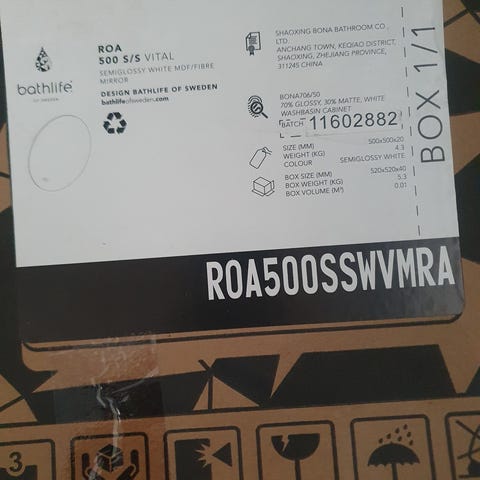 bathlife
OF SWEDEN
ROA
500 S/S VITAL
SEMIGLOSSY WHITE MDF/FIBRE
MIRROR
DESIGN BATHLIFE OF SWEDEN
bathlifeofsweden.com
SHAOXING BONA BATHROOM CO.,
LTD.
ANCHANG TOWN, KEQIAO DISTRICT,
SHAOXING, ZHEJIANG PROVINCE,
311245 CHINA
BONA706/50
70% GLOSSY, 30% MATTE, WHITE
WASHBASIN CABINET
BATCH 11602882
SIZE (MM) 500x500x20
WEIGHT (KG) 4.3
COLOUR SEMIGLOSSY WHITE
BOX SIZE (MM) 520x520x40
BOX WEIGHT (KG) 5.3
BOX VOLUME (M³) 0.01
BOX 1/1
ROA500SSWVMRA
3